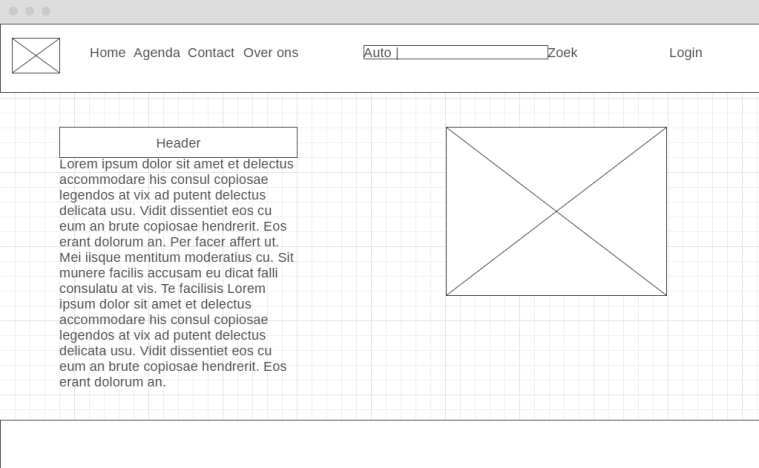 Home Agenda Contact Over ons Auto | Zoek Login
Header
Lorem ipsum dolor sit amet et delectus
accommodare his consul copiosae
legendos at vix ad putent delectus
delicata usu. Vidit dissentiet eos cu
eum an brute copiosae hendrerit. Eos
erant dolorum an. Per facer affert ut.
Mei iisque mentitum moderatius cu. Sit
munere facilis accusam eu dicat falli
consulatu at vis. Te facilisis Lorem
ipsum dolor sit amet et delectus
accommodare his consul copiosae
legendos at vix ad putent delectus
delicata usu. Vidit dissentiet eos cu
eum an brute copiosae hendrerit. Eos
erant dolorum an.